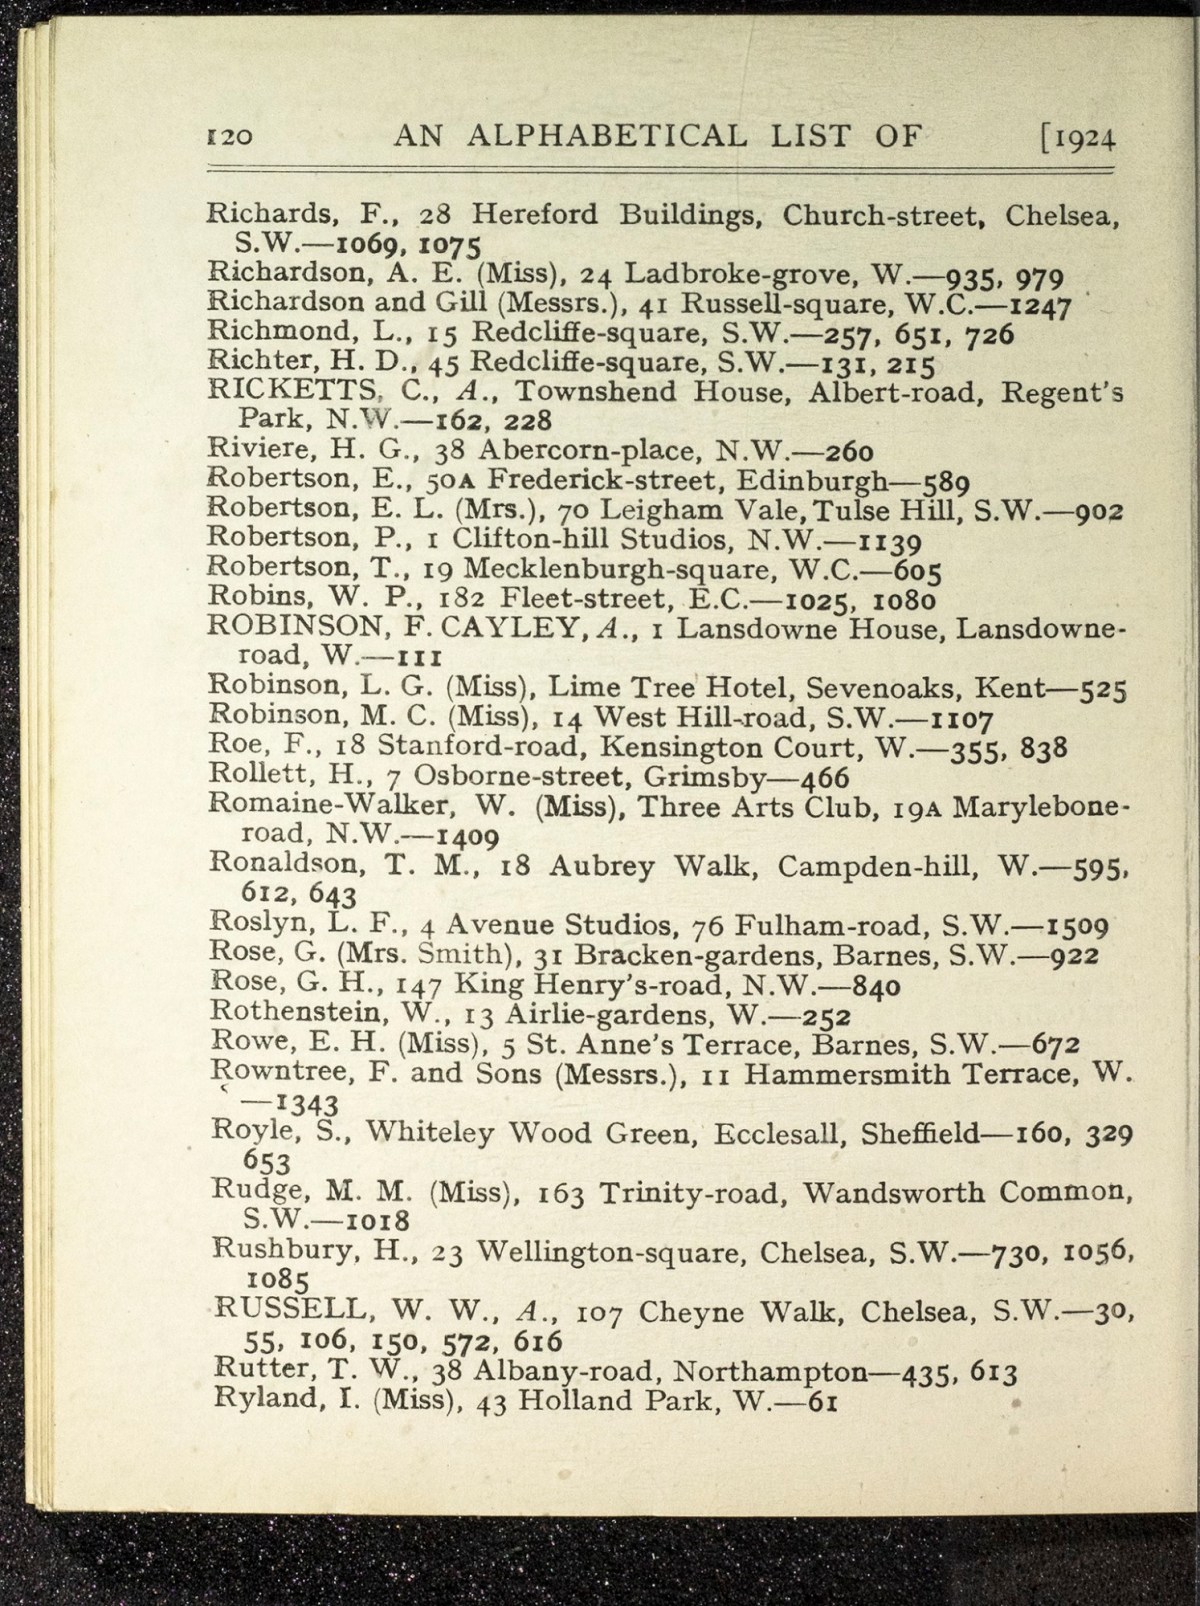 120 AN ALPHABETICAL LIST OF [1924
Richards, F., 28 Hereford Buildings, Church-street, Chelsea,
S.W.—1069, 1075
Richardson, A. E. (Miss), 24 Ladbroke-grove, W.—935, 979
Richardson and Gill (Messrs.), 41 Russell-square, W.C.—1247
Richmond, L., 15 Redcliffe-square, S.W.—257, 651, 726
Richter, H. D., 45 Redcliffe-square, S.W.—131, 215
RICKETTS, C., A., Townshend House, Albert-road, Regent's
Park, N.W.—162, 228
Riviere, H. G., 38 Abercorn-place, N.W.—260
Robertson, E., 50A Frederick-street, Edinburgh—589
Robertson, E. L. (Mrs.), 70 Leigham Vale, Tulse Hill, S.W.—902
Robertson, P., 1 Clifton-hill Studios, N.W.—1139
Robertson, T., 19 Mecklenburgh-square, W.C.—605
Robins, W. P., 182 Fleet-street, E.C.—1025, 1080
ROBINSON, F. CAYLEY, A., 1 Lansdowne House, Lansdowne-
road, W.—111
Robinson, L. G. (Miss), Lime Tree Hotel, Sevenoaks, Kent—525
Robinson, M. C. (Miss), 14 West Hill-road, S.W.—1107
Roe, F., 18 Stanford-road, Kensington Court, W.—355, 838
Rollett, H., 7 Osborne-street, Grimsby—466
Romaine-Walker, W. (Miss), Three Arts Club, 19A Marylebone-
road, N.W.—1409
Ronaldson, T. M., 18 Aubrey Walk, Campden-hill, W.—595,
612, 643
Roslyn, L. F., 4 Avenue Studios, 76 Fulham-road, S.W.—1509
Rose, G. (Mrs. Smith), 31 Bracken-gardens, Barnes, S.W.—922
Rose, G. H., 147 King Henry's-road, N.W.—840
Rothenstein, W., 13 Airlie-gardens, W.—252
Rowe, E. H. (Miss), 5 St. Anne's Terrace, Barnes, S.W.—672
Rowntree, F. and Sons (Messrs.), 11 Hammersmith Terrace, W.
—1343
Royle, S., Whiteley Wood Green, Ecclesall, Sheffield—160, 329
653
Rudge, M. M. (Miss), 163 Trinity-road, Wandsworth Common,
S.W.—1018
Rushbury, H., 23 Wellington-square, Chelsea, S.W.—730, 1056,
1085
RUSSELL, W. W., A., 107 Cheyne Walk, Chelsea, S.W.—30,
55, 106, 150, 572, 616
Rutter, T. W., 38 Albany-road, Northampton—435, 613
Ryland, I. (Miss), 43 Holland Park, W.—61